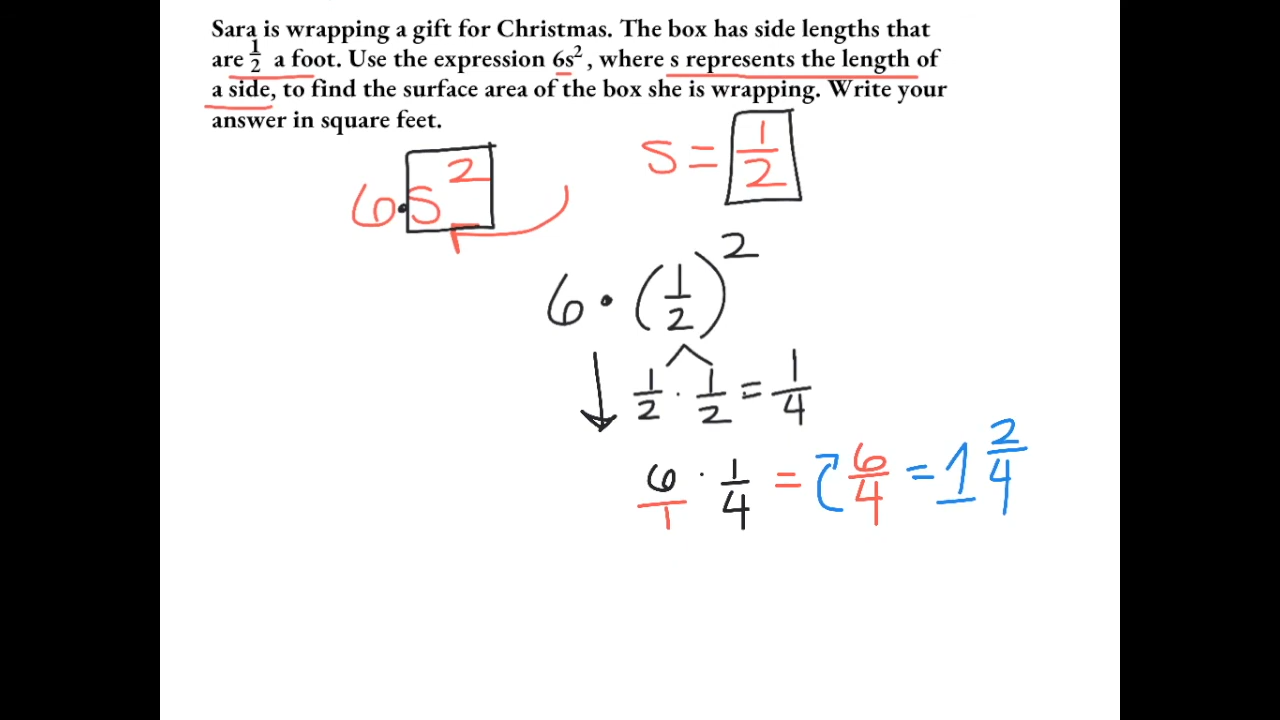 Sara is wrapping a gift for Christmas. The box has side lengths that
are 1/2 a foot. Use the expression 6s², where s represents the length of
a side, to find the surface area of the box she is wrapping. Write your
answer in square feet.
6·s²
s = 1/2
6 · (1/2)²
1/2 · 1/2 = 1/4
6/1 · 1/4 = 6/4 = 1 2/4